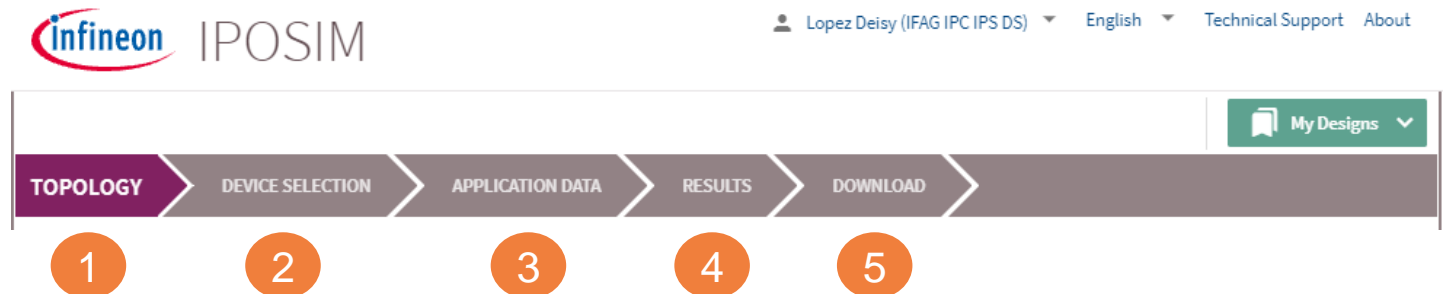 infineon IPOSIM
Lopez Deisy (IFAG IPC IPS DS) English Technical Support About
My Designs
TOPOLOGY DEVICE SELECTION APPLICATION DATA RESULTS DOWNLOAD
1 2 3 4 5